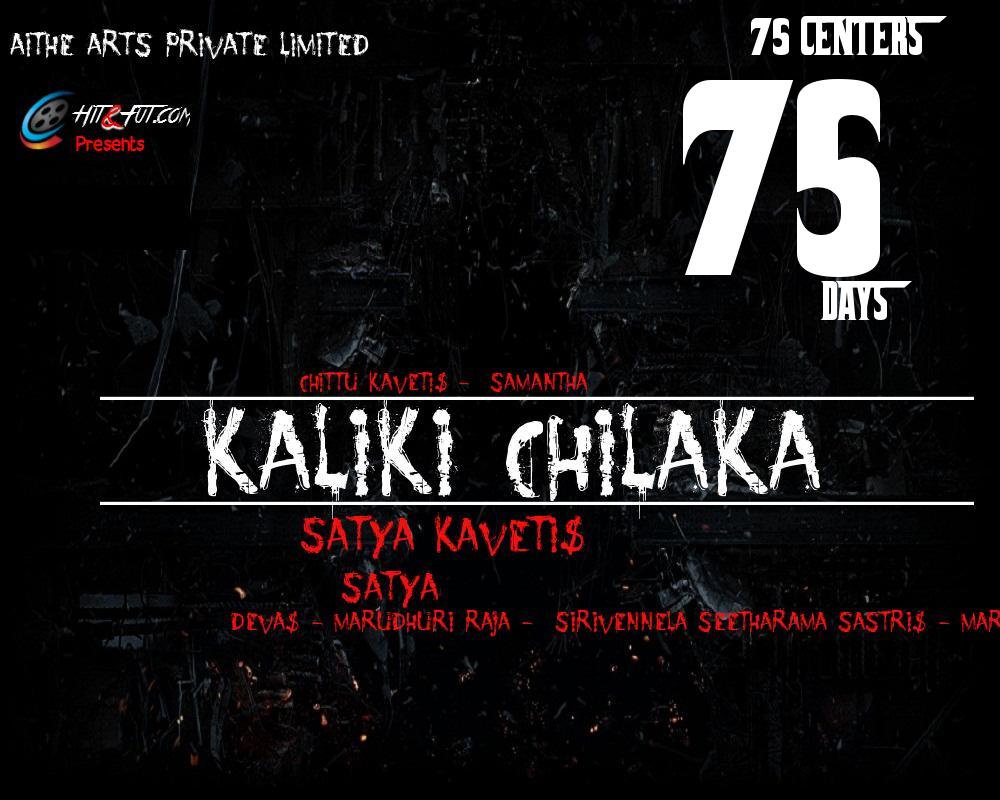 AITHE ARTS PRIVATE LIMITED
75 CENTERS
75
DAYS
HIT&FUT.COM
Presents
CHITTU KAVETI$ - SAMANTHA
KALIKI CHILAKA
SATYA KAVETI$
SATYA
DEVA$ - MARUDHURI RAJA - SIRIVENNELA SEETHARAMA SASTRI$ - MAR